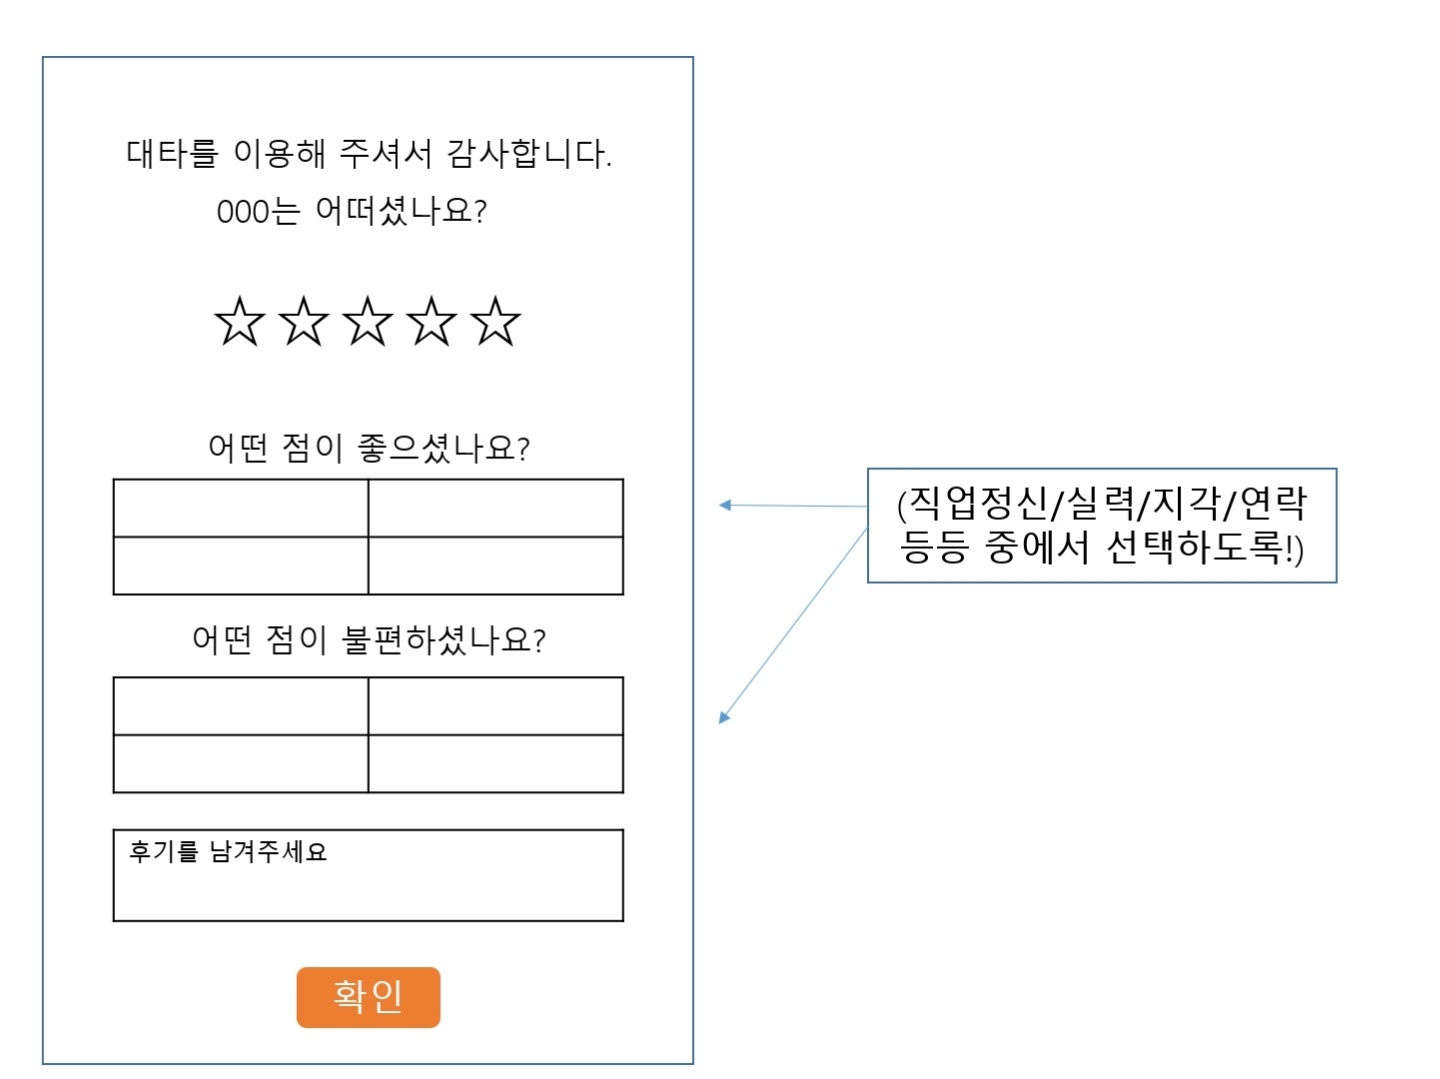 대타를 이용해 주셔서 감사합니다.
000는 어떠셨나요?
☆☆☆☆☆
어떤 점이 좋으셨나요?
(직업정신/실력/지각/연락
등등 중에서 선택하도록!)
어떤 점이 불편하셨나요?
후기를 남겨주세요
확인